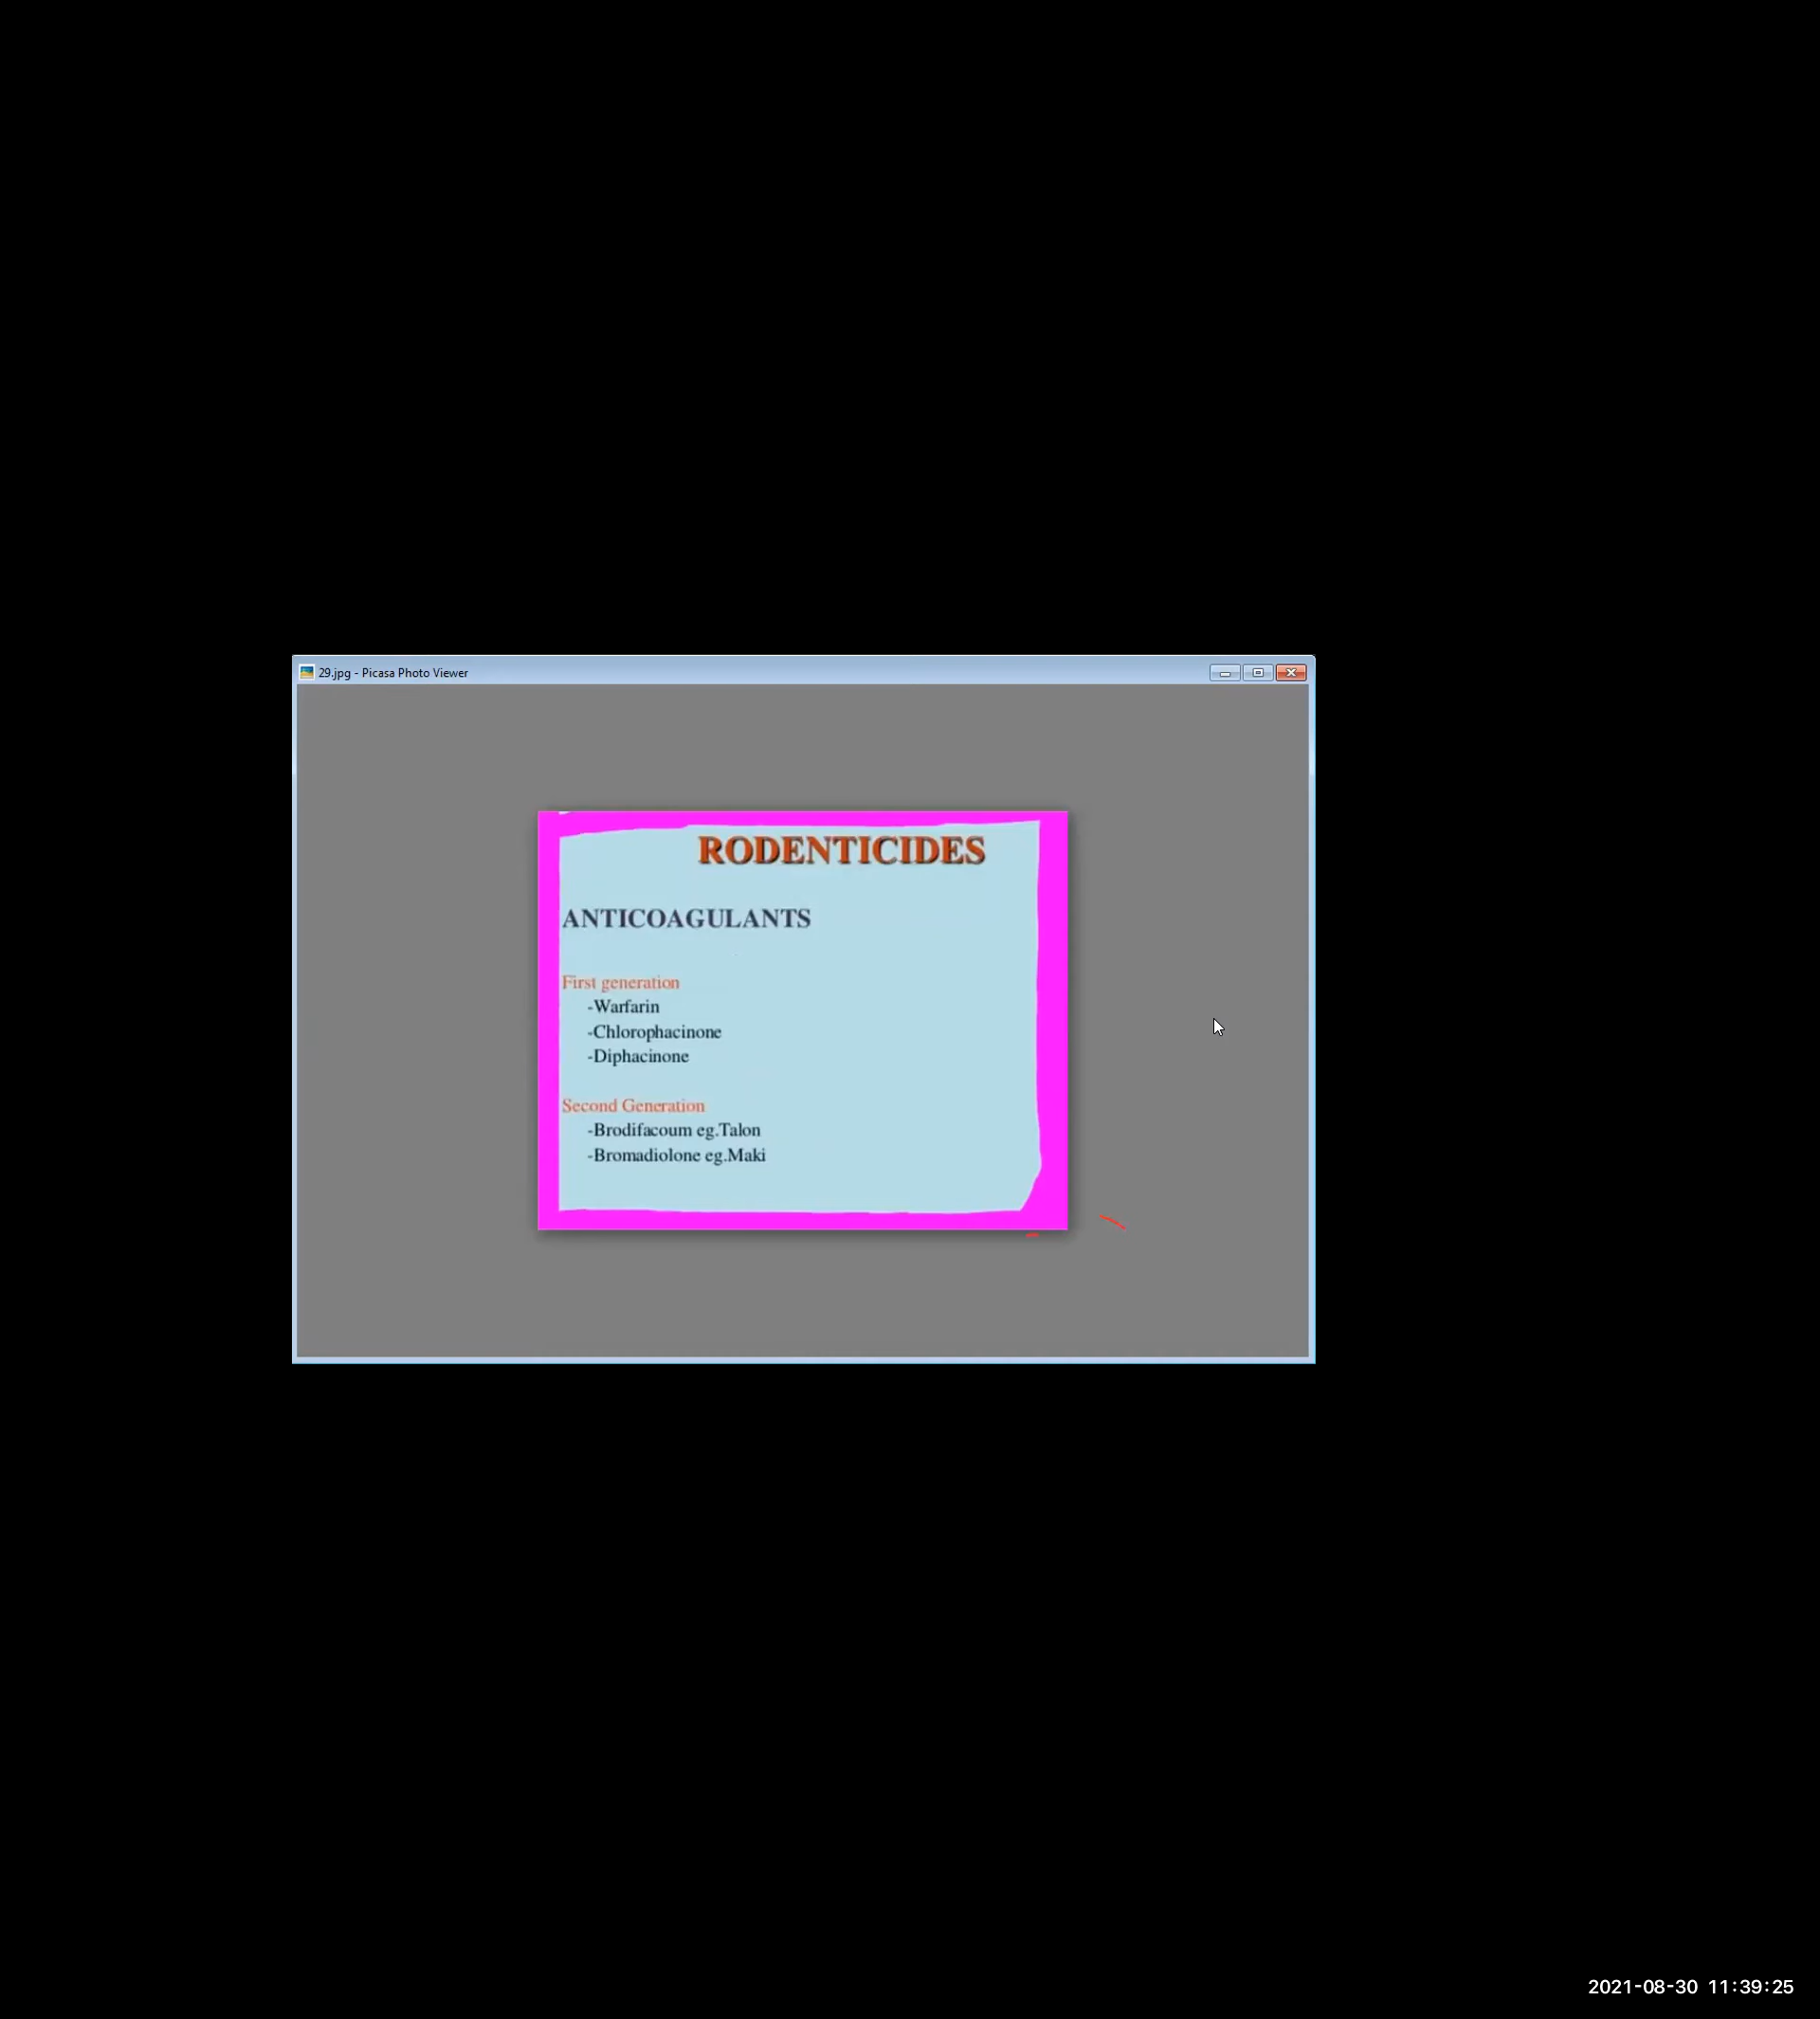 29.jpg - Picasa Photo Viewer
RODENTICIDES
ANTICOAGULANTS
First generation
-Warfarin
-Chlorophacinone
-Diphacinone
Second Generation
-Brodifacoum eg.Talon
-Bromadiolone eg.Maki
2021-08-30 11:39:25